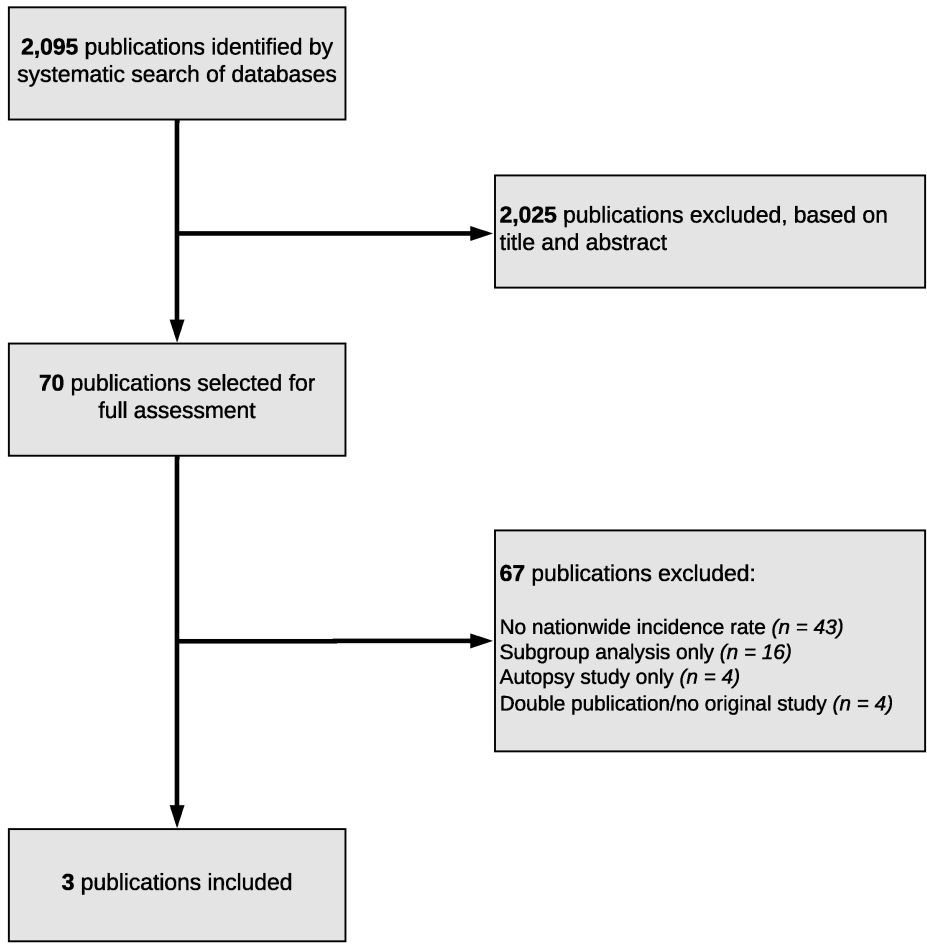 2,095 publications identified by
systematic search of databases
2,025 publications excluded, based on
title and abstract
70 publications selected for
full assessment
67 publications excluded:
No nationwide incidence rate (n = 43)
Subgroup analysis only (n = 16)
Autopsy study only (n = 4)
Double publication/no original study (n = 4)
3 publications included